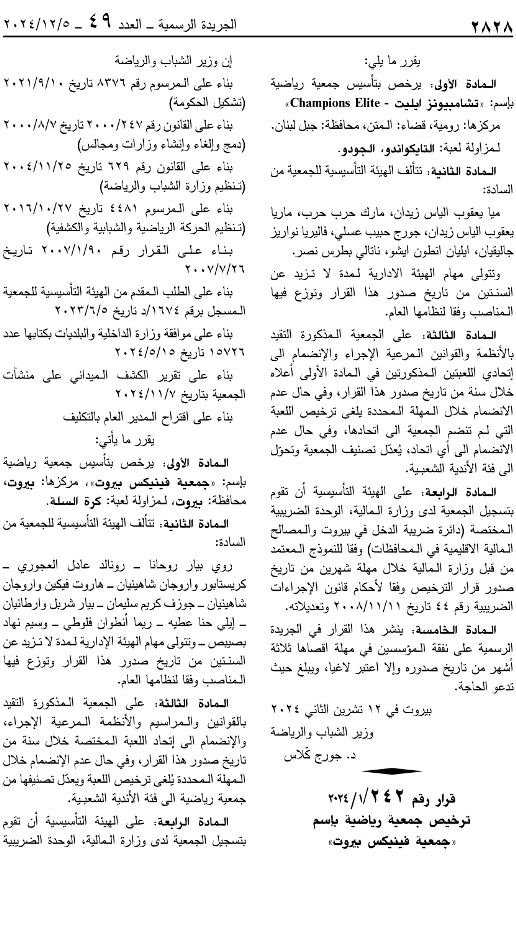 ٢٨٢٨
الجريدة الرسمية ــ العدد ٤٩ ــ ٢٠٢٤/١٢/٥
يقرر ما يلي:
المادة الأولى: يرخص بتأسيس جمعية رياضية
بإسم: «تشامبيونز ايليت - Champions Elite»
مركزها: رومية، قضاء: المتن، محافظة: جبل لبنان.
لمزاولة لعبة: التايكواندو، الجودو.
المادة الثانية: تتألف الهيئة التأسيسية للجمعية من
السادة:
ميا يعقوب الياس زيدان، مارك حرب حرب، ماريا
يعقوب الياس زيدان، جورج حبيب عسلي، فاليريا نواريز
جاليقيان، ايليان انطون ايشو، ناتالي بطرس نصر.
وتتولى مهام الهيئة الادارية لمدة لا تزيد عن
السنتين من تاريخ صدور هذا القرار وتوزع فيها
المناصب وفقا لنظامها العام.
المادة الثالثة: على الجمعية المذكورة التقيد
بالأنظمة والقوانين المرعية الإجراء والإنضمام الى
إتحادي اللعبتين المذكورتين في المادة الأولى أعلاه
خلال سنة من تاريخ صدور هذا القرار، وفي حال عدم
الانضمام خلال المهلة المحددة يلغى ترخيص اللعبة
التي لم تنضم الجمعية الى اتحادها، وفي حال عدم
الانضمام الى أي اتحاد، يُعدّل تصنيف الجمعية وتحوّل
الى فئة الأندية الشعبية.
المادة الرابعة: على الهيئة التأسيسية أن تقوم
بتسجيل الجمعية لدى وزارة المالية، الوحدة الضريبية
المختصة (دائرة ضريبة الدخل في بيروت والمصالح
المالية الاقليمية في المحافظات) وفقا للنموذج المعتمد
من قبل وزارة المالية خلال مهلة شهرين من تاريخ
صدور قرار الترخيص وفقا لأحكام قانون الإجراءات
الضريبية رقم ٤٤ تاريخ ٢٠٠٨/١١/١١ وتعديلاته.
المادة الخامسة: ينشر هذا القرار في الجريدة
الرسمية على نفقة المؤسسين في مهلة اقصاها ثلاثة
أشهر من تاريخ صدوره وإلا اعتبر لاغيا، ويبلغ حيث
تدعو الحاجة.
بيروت في ١٢ تشرين الثاني ٢٠٢٤
وزير الشباب والرياضة
د. جورج كّلاس
قرار رقم ٢٠٢٤/١/٢٤٢
ترخيص جمعية رياضية بإسم
«جمعية فينيكس بيروت»
إن وزير الشباب والرياضة
بناء على المرسوم رقم ٨٣٧٦ تاريخ ٢٠٢١/٩/١٠
(تشكيل الحكومة)
بناء على القانون رقم ٢٠٠٠/٢٤٧ تاريخ ٢٠٠٠/٨/٧
(دمج وإلغاء وإنشاء وزارات ومجالس)
بناء على القانون رقم ٦٢٩ تاريخ ٢٠٠٤/١١/٢٥
(تنظيم وزارة الشباب والرياضة)
بناء على المرسوم ٤٤٨١ تاريخ ٢٠١٦/١٠/٢٧
(تنظيم الحركة الرياضية والشبابية والكشفية)
بناء على القرار رقم ٢٠٠٧/١/٩٠ تاريخ
٢٠٠٧/٧/٢٦
بناء على الطلب المقدم من الهيئة التأسيسية للجمعية
المسجل برقم ١٦٧٤/د تاريخ ٢٠٢٣/٦/٥
بناء على موافقة وزارة الداخلية والبلديات بكتابها عدد
١٥٧٢٦ تاريخ ٢٠٢٤/٥/١٥
بناء على تقرير الكشف الميداني على منشآت
الجمعية بتاريخ ٢٠٢٤/١١/٧
بناء على اقتراح المدير العام بالتكليف
يقرر ما يأتي:
المادة الأولى: يرخص بتأسيس جمعية رياضية
بإسم: «جمعية فينيكس بيروت»، مركزها: بيروت،
محافظة: بيروت، لمزاولة لعبة: كرة السلة.
المادة الثانية: تتألف الهيئة التأسيسية للجمعية من
السادة:
روي بيار روحانا ــ رونالد عادل العجوري ــ
كريستابور واروجان شاهينيان ــ هاروت فيكين واروجان
شاهينيان ــ جوزف كريم سليمان ــ بيار شربل وارطانيان
ــ إيلي حنا عطيه ــ ريما أنطوان فلوطي ــ وسيم نهاد
بصيبص ــ وتتولى مهام الهيئة الإدارية لمدة لا تزيد عن
السنتين من تاريخ صدور هذا القرار وتوزع فيها
المناصب وفقا لنظامها العام.
المادة الثالثة: على الجمعية المذكورة التقيد
بالقوانين والمراسيم والأنظمة المرعية الإجراء،
والإنضمام الى إتحاد اللعبة المختصة خلال سنة من
تاريخ صدور هذا القرار، وفي حال عدم الإنضمام خلال
المهلة المحددة يُلغى ترخيص اللعبة ويعدّل تصنيفها من
جمعية رياضية الى فئة الأندية الشعبية.
المادة الرابعة: على الهيئة التأسيسية أن تقوم
بتسجيل الجمعية لدى وزارة المالية، الوحدة الضريبية